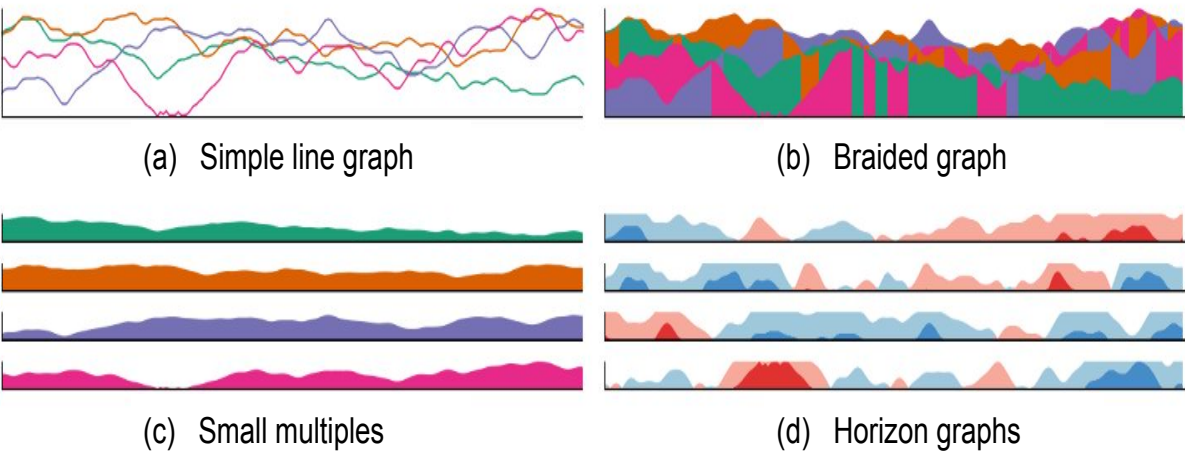 (a) Simple line graph
(b) Braided graph
(c) Small multiples
(d) Horizon graphs